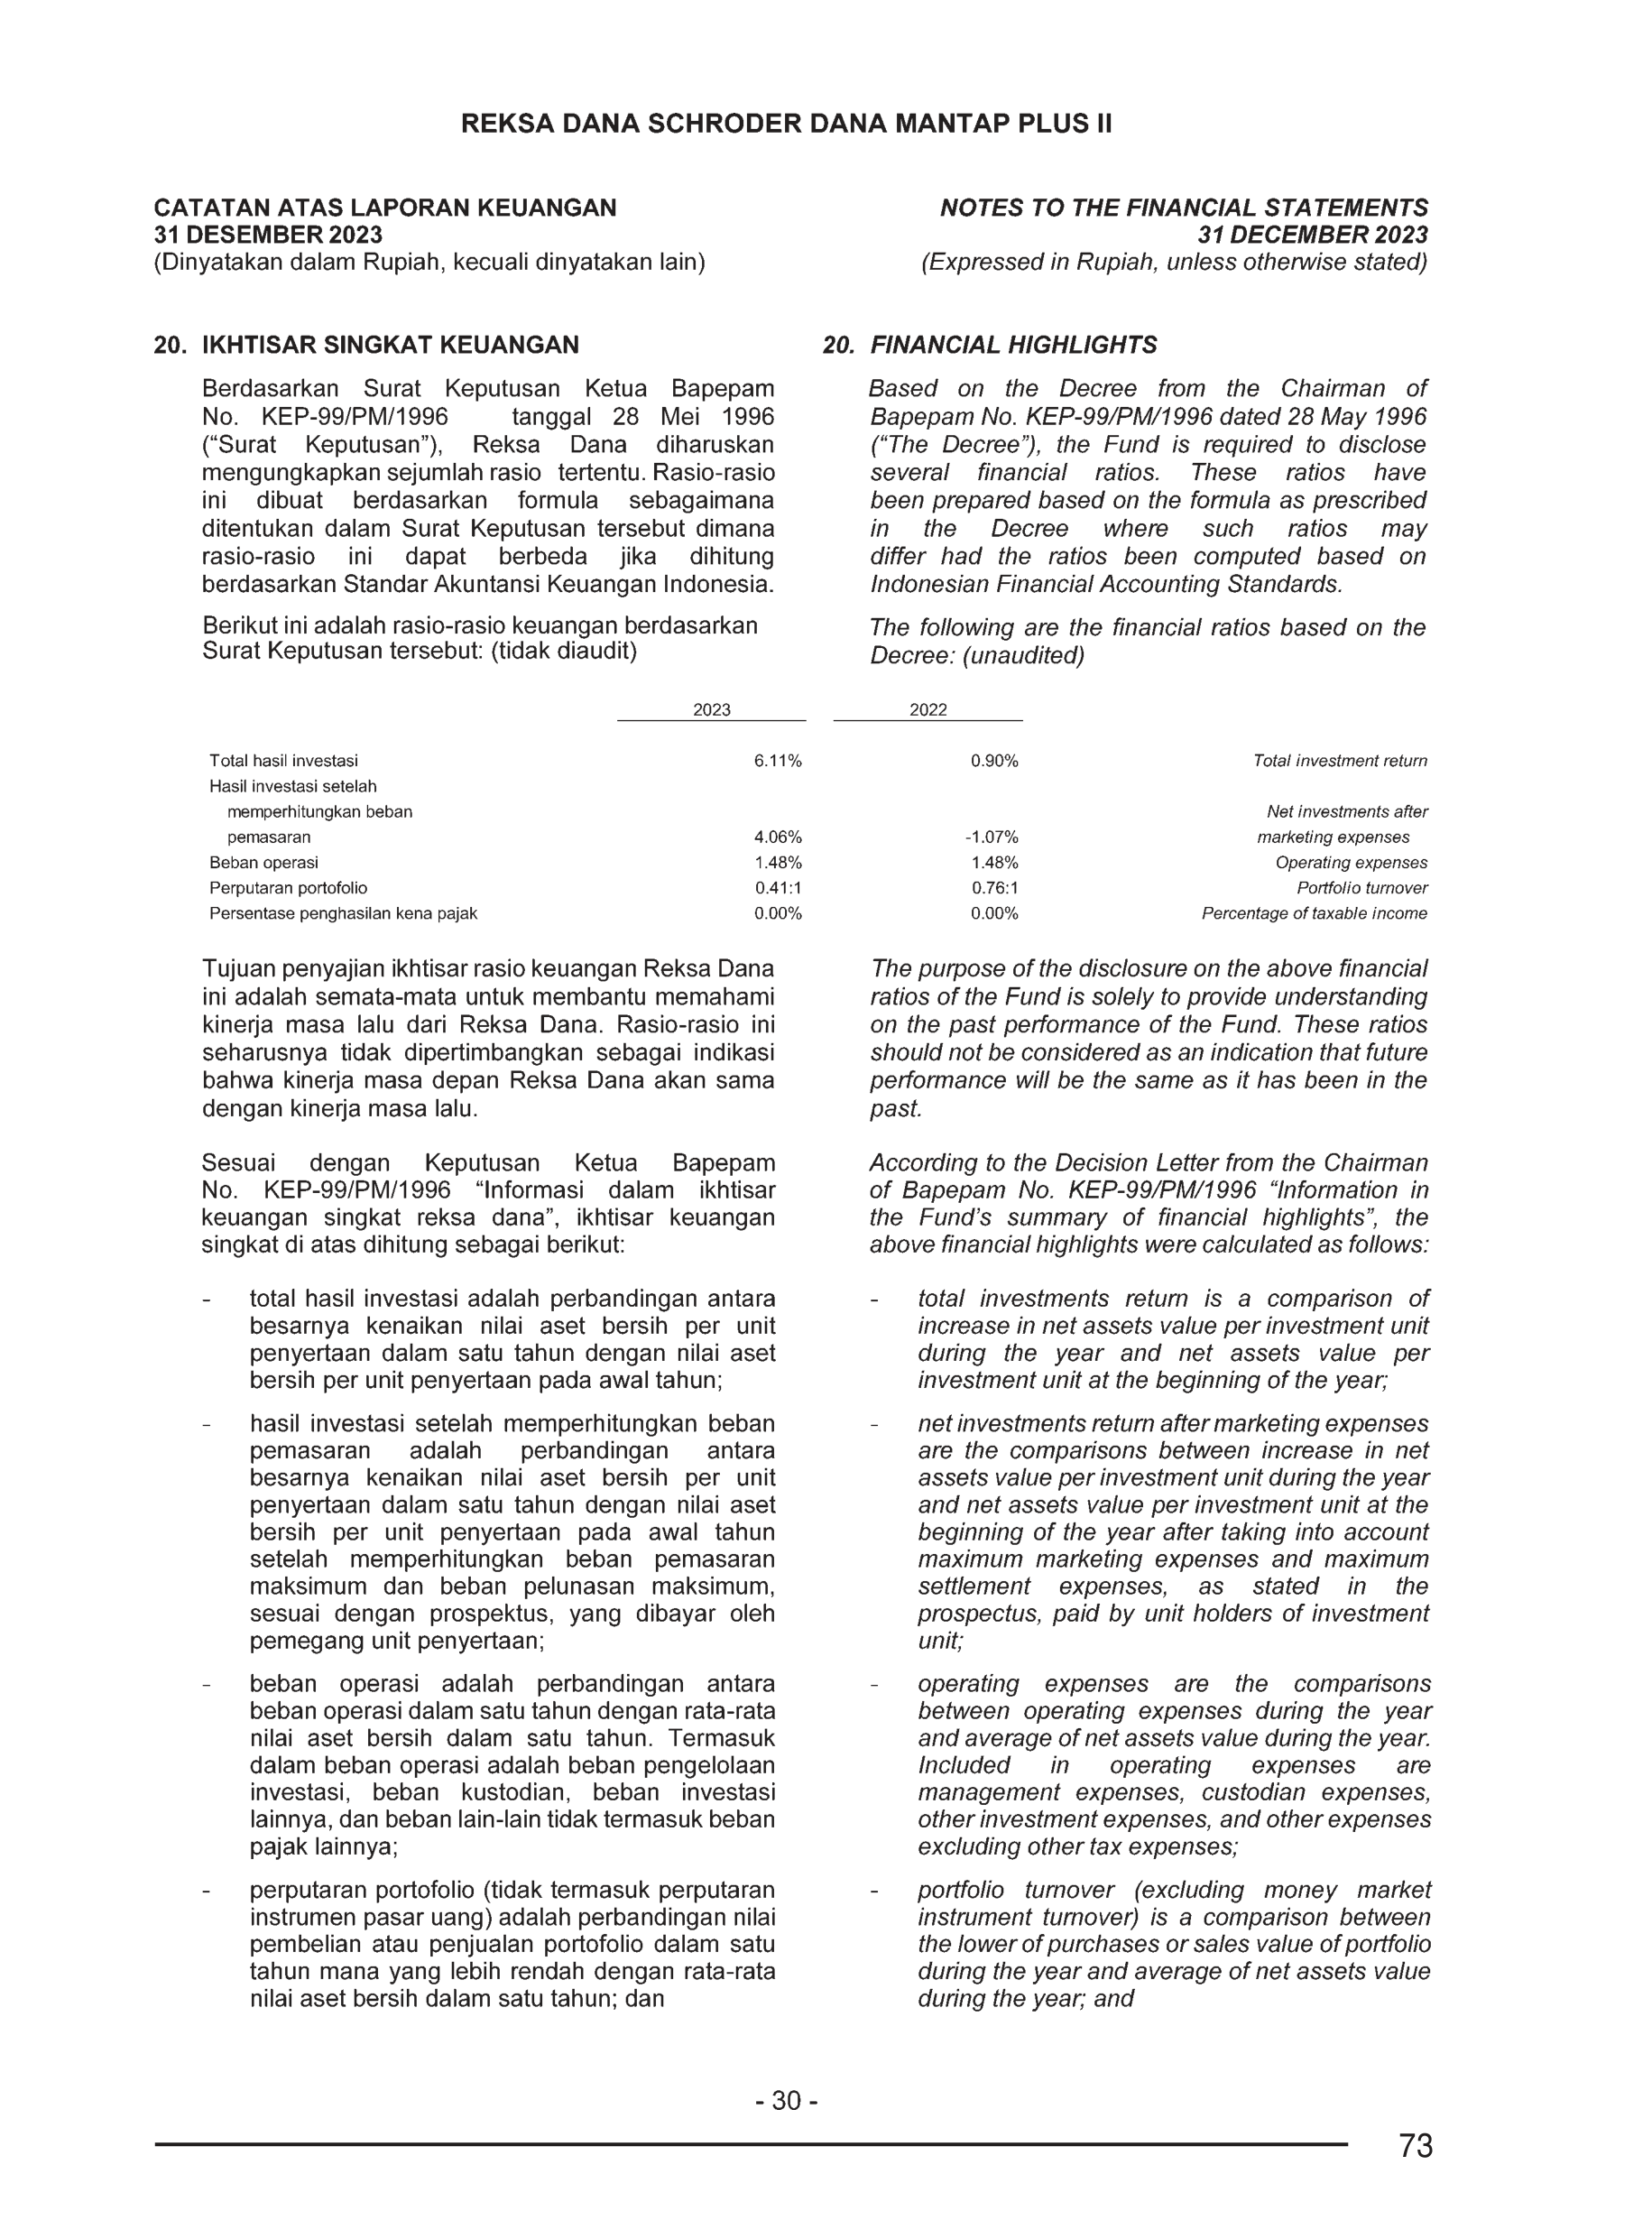 REKSA DANA SCHRODER DANA MANTAP PLUS II
CATATAN ATAS LAPORAN KEUANGAN
31 DESEMBER 2023
(Dinyatakan dalam Rupiah, kecuali dinyatakan lain)
NOTES TO THE FINANCIAL STATEMENTS
31 DECEMBER 2023
(Expressed in Rupiah, unless otherwise stated)
20. IKHTISAR SINGKAT KEUANGAN
Berdasarkan Surat Keputusan Ketua Bapepam
No. KEP-99/PM/1996 tanggal 28 Mei 1996
(“Surat Keputusan”), Reksa Dana diharuskan
mengungkapkan sejumlah rasio tertentu. Rasio-rasio
ini dibuat berdasarkan formula sebagaimana
ditentukan dalam Surat Keputusan tersebut dimana
rasio-rasio ini dapat berbeda jika dihitung
berdasarkan Standar Akuntansi Keuangan Indonesia.
Berikut ini adalah rasio-rasio keuangan berdasarkan
Surat Keputusan tersebut: (tidak diaudit)
20. FINANCIAL HIGHLIGHTS
Based on the Decree from the Chairman of
Bapepam No. KEP-99/PM/1996 dated 28 May 1996
(“The Decree”), the Fund is required to disclose
several financial ratios. These ratios have
been prepared based on the formula as prescribed
in the Decree where such ratios may
differ had the ratios been computed based on
Indonesian Financial Accounting Standards.
The following are the financial ratios based on the
Decree: (unaudited)
2023 2022
Total hasil investasi 6.11% 0.90% Total investment return
Hasil investasi setelah
memperhitungkan beban Net investments after
pemasaran 4.06% -1.07% marketing expenses
Beban operasi 1.48% 1.48% Operating expenses
Perputaran portofolio 0.41:1 0.76:1 Portfolio turnover
Persentase penghasilan kena pajak 0.00% 0.00% Percentage of taxable income
Tujuan penyajian ikhtisar rasio keuangan Reksa Dana
ini adalah semata-mata untuk membantu memahami
kinerja masa lalu dari Reksa Dana. Rasio-rasio ini
seharusnya tidak dipertimbangkan sebagai indikasi
bahwa kinerja masa depan Reksa Dana akan sama
dengan kinerja masa lalu.
Sesuai dengan Keputusan Ketua Bapepam
No. KEP-99/PM/1996 “Informasi dalam ikhtisar
keuangan singkat reksa dana”, ikhtisar keuangan
singkat di atas dihitung sebagai berikut:
- total hasil investasi adalah perbandingan antara
besarnya kenaikan nilai aset bersih per unit
penyertaan dalam satu tahun dengan nilai aset
bersih per unit penyertaan pada awal tahun;
- hasil investasi setelah memperhitungkan beban
pemasaran adalah perbandingan antara
besarnya kenaikan nilai aset bersih per unit
penyertaan dalam satu tahun dengan nilai aset
bersih per unit penyertaan pada awal tahun
setelah memperhitungkan beban pemasaran
maksimum dan beban pelunasan maksimum,
sesuai dengan prospektus, yang dibayar oleh
pemegang unit penyertaan;
- beban operasi adalah perbandingan antara
beban operasi dalam satu tahun dengan rata-rata
nilai aset bersih dalam satu tahun. Termasuk
dalam beban operasi adalah beban pengelolaan
investasi, beban kustodian, beban investasi
lainnya, dan beban lain-lain tidak termasuk beban
pajak lainnya;
- perputaran portofolio (tidak termasuk perputaran
instrumen pasar uang) adalah perbandingan nilai
pembelian atau penjualan portofolio dalam satu
tahun mana yang lebih rendah dengan rata-rata
nilai aset bersih dalam satu tahun; dan
The purpose of the disclosure on the above financial
ratios of the Fund is solely to provide understanding
on the past performance of the Fund. These ratios
should not be considered as an indication that future
performance will be the same as it has been in the
past.
According to the Decision Letter from the Chairman
of Bapepam No. KEP-99/PM/1996 “Information in
the Fund’s summary of financial highlights”, the
above financial highlights were calculated as follows:
- total investments return is a comparison of
increase in net assets value per investment unit
during the year and net assets value per
investment unit at the beginning of the year;
- net investments return after marketing expenses
are the comparisons between increase in net
assets value per investment unit during the year
and net assets value per investment unit at the
beginning of the year after taking into account
maximum marketing expenses and maximum
settlement expenses, as stated in the
prospectus, paid by unit holders of investment
unit;
- operating expenses are the comparisons
between operating expenses during the year
and average of net assets value during the year.
Included in operating expenses are
management expenses, custodian expenses,
other investment expenses, and other expenses
excluding other tax expenses;
- portfolio turnover (excluding money market
instrument turnover) is a comparison between
the lower of purchases or sales value of portfolio
during the year and average of net assets value
during the year; and
- 30 -
73